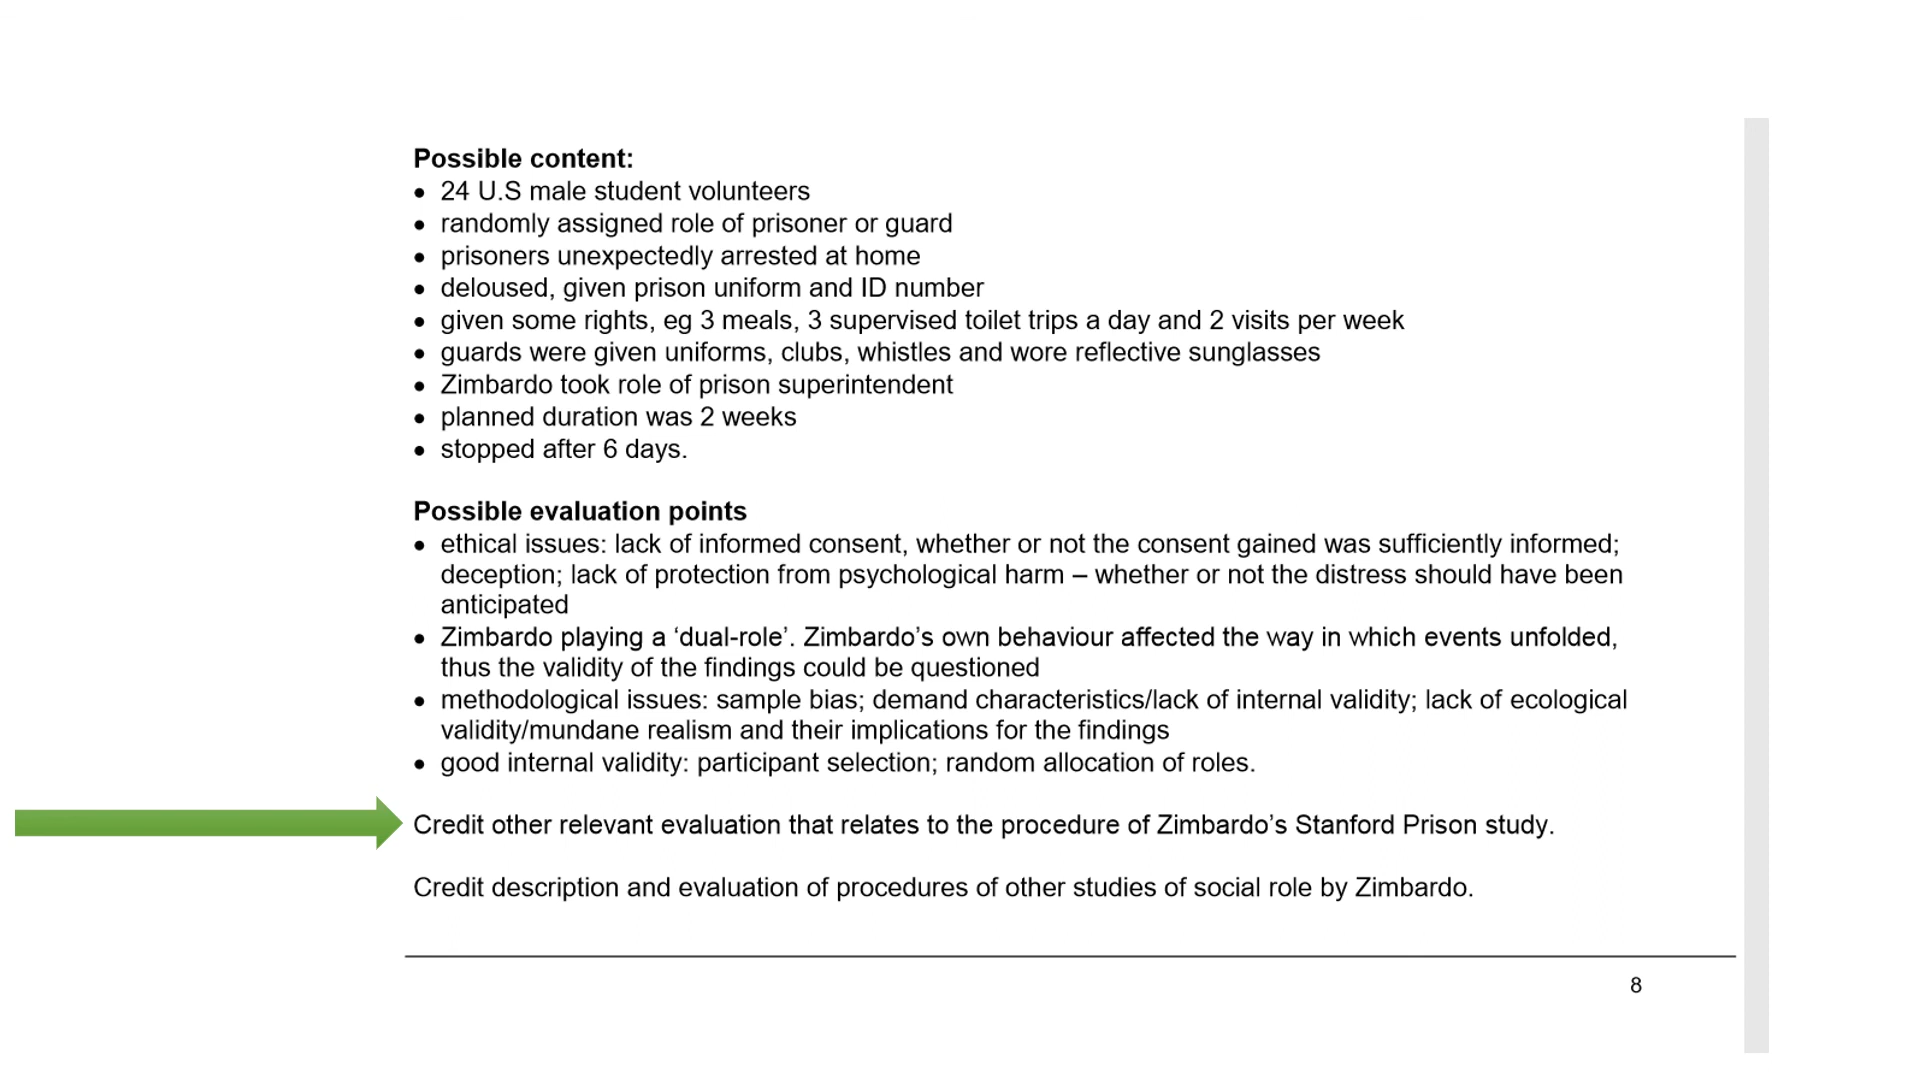 Possible content:
• 24 U.S male student volunteers
• randomly assigned role of prisoner or guard
• prisoners unexpectedly arrested at home
• deloused, given prison uniform and ID number
• given some rights, eg 3 meals, 3 supervised toilet trips a day and 2 visits per week
• guards were given uniforms, clubs, whistles and wore reflective sunglasses
• Zimbardo took role of prison superintendent
• planned duration was 2 weeks
• stopped after 6 days.
Possible evaluation points
• ethical issues: lack of informed consent, whether or not the consent gained was sufficiently informed;
deception; lack of protection from psychological harm – whether or not the distress should have been
anticipated
• Zimbardo playing a ‘dual-role’. Zimbardo’s own behaviour affected the way in which events unfolded,
thus the validity of the findings could be questioned
• methodological issues: sample bias; demand characteristics/lack of internal validity; lack of ecological
validity/mundane realism and their implications for the findings
• good internal validity: participant selection; random allocation of roles.
Credit other relevant evaluation that relates to the procedure of Zimbardo’s Stanford Prison study.
Credit description and evaluation of procedures of other studies of social role by Zimbardo.
8